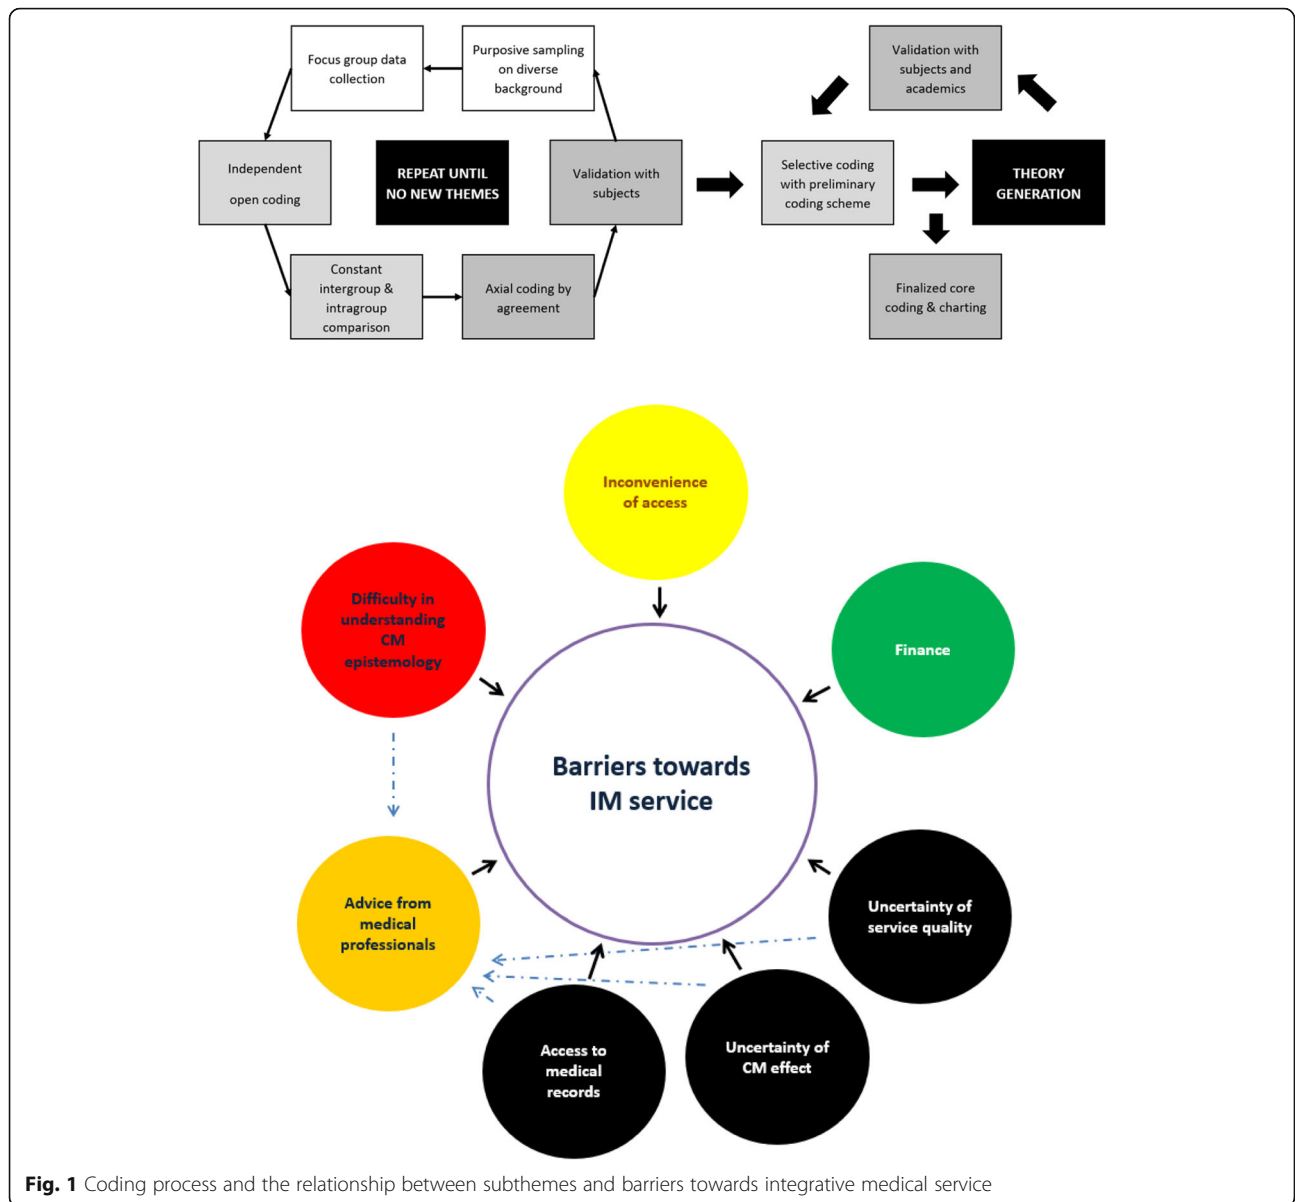 Focus group data
collection
Purposive sampling
on diverse
background
Validation with
subjects and
academics
Independent
open coding
REPEAT UNTIL
NO NEW THEMES
Validation with
subjects
Selective coding
with preliminary
coding scheme
THEORY
GENERATION
Constant
intergroup &
intragroup
comparison
Axial coding by
agreement
Finalized core
coding & charting
Inconvenience
of access
Difficulty in
understanding
CM
epistemology
Finance
Barriers towards
IM service
Advice from
medical
professionals
Uncertainty of
service quality
Access to
medical
records
Uncertainty of
CM effect
Fig. 1 Coding process and the relationship between subthemes and barriers towards integrative medical service